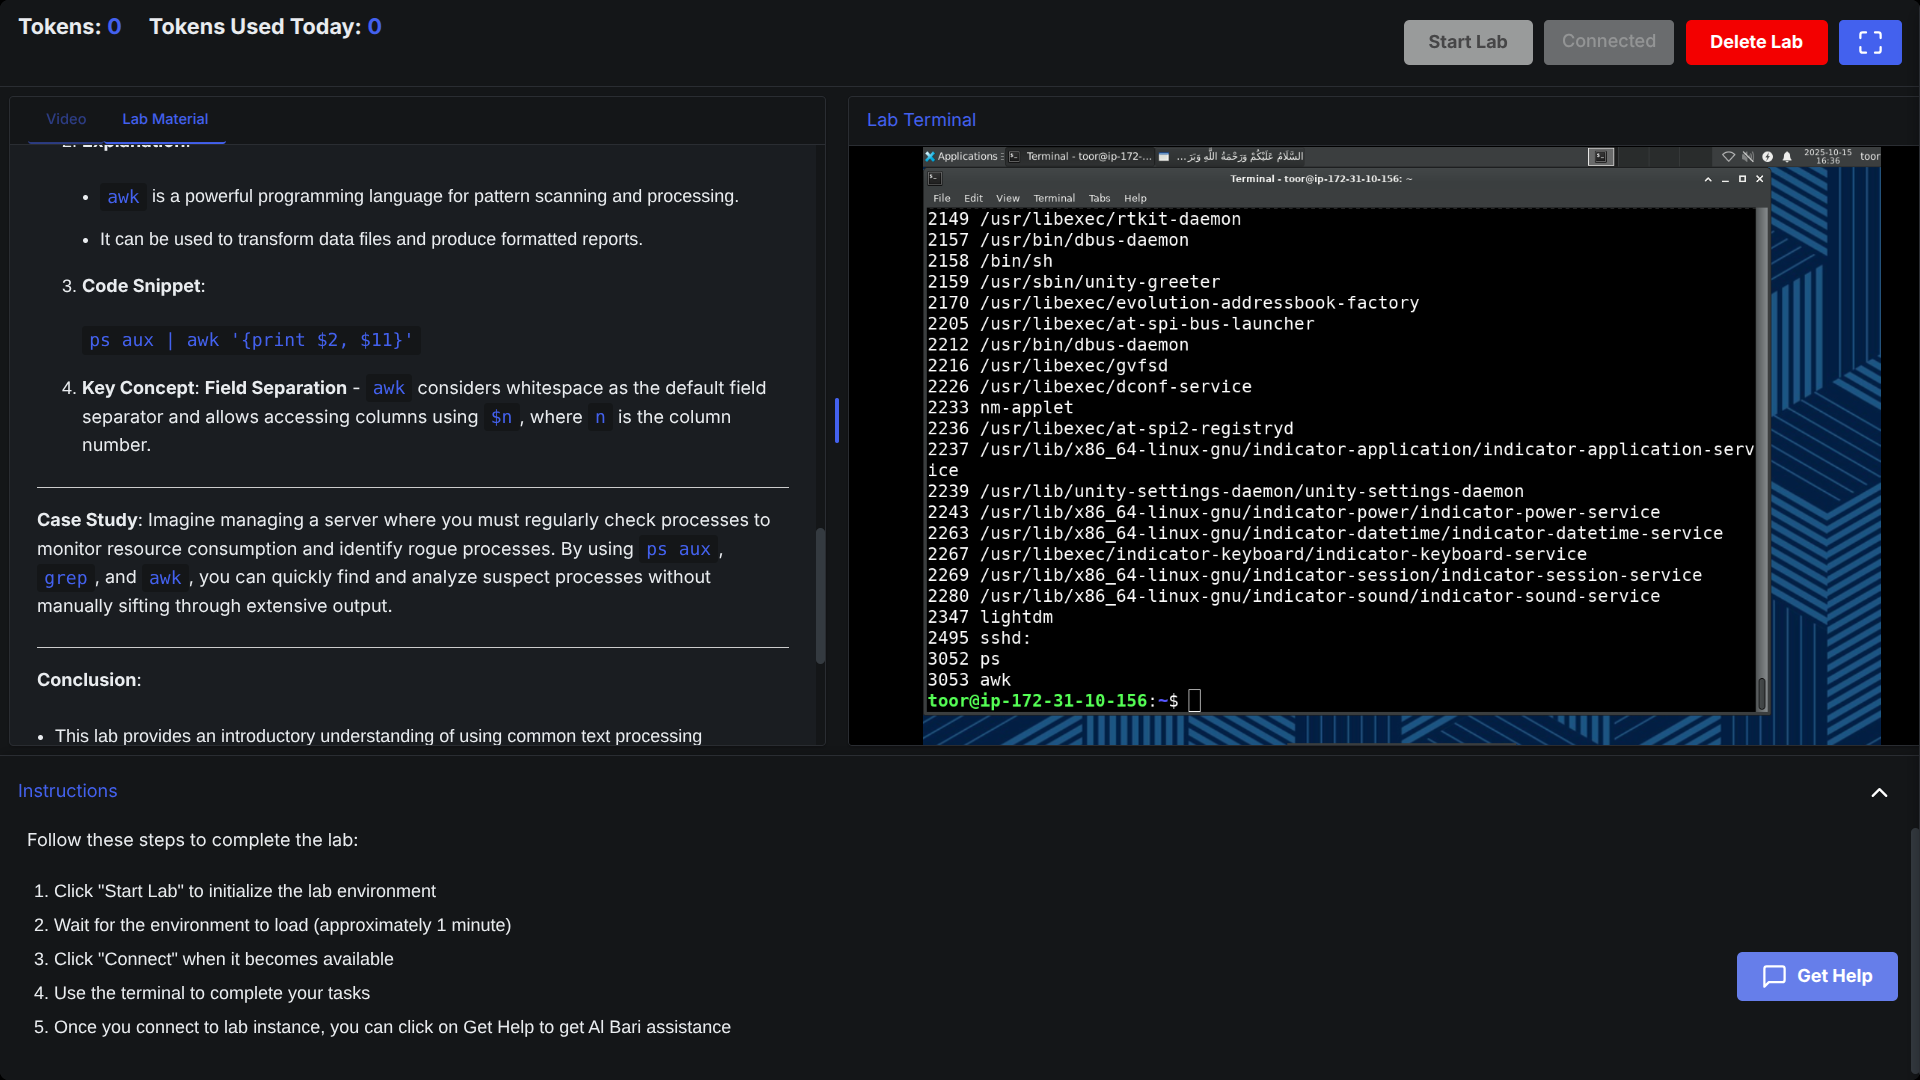 Tokens: 0 Tokens Used Today: 0
Start Lab
Connected
Delete Lab
Video
Lab Material
2. Explanation:
• awk is a powerful programming language for pattern scanning and processing.
• It can be used to transform data files and produce formatted reports.
3. Code Snippet:
ps aux | awk '{print $2, $11}'
4. Key Concept: Field Separation - awk considers whitespace as the default field
separator and allows accessing columns using $n , where n is the column
number.
Case Study: Imagine managing a server where you must regularly check processes to
monitor resource consumption and identify rogue processes. By using ps aux ,
grep , and awk , you can quickly find and analyze suspect processes without
manually sifting through extensive output.
Conclusion:
• This lab provides an introductory understanding of using common text processing
Lab Terminal
Applications
Terminal - toor@ip-172-...
السَّلَامُ عَلَيْكُمْ وَرَحْمَةُ اللَّهِ وَبَرَ...
2025-10-15
16:36
toor
Terminal - toor@ip-172-31-10-156: ~
File Edit View Terminal Tabs Help
2149 /usr/libexec/rtkit-daemon
2157 /usr/bin/dbus-daemon
2158 /bin/sh
2159 /usr/sbin/unity-greeter
2170 /usr/libexec/evolution-addressbook-factory
2205 /usr/libexec/at-spi-bus-launcher
2212 /usr/bin/dbus-daemon
2216 /usr/libexec/gvfsd
2226 /usr/libexec/dconf-service
2233 nm-applet
2236 /usr/libexec/at-spi2-registryd
2237 /usr/lib/x86_64-linux-gnu/indicator-application/indicator-application-serv
ice
2239 /usr/lib/unity-settings-daemon/unity-settings-daemon
2243 /usr/lib/x86_64-linux-gnu/indicator-power/indicator-power-service
2263 /usr/lib/x86_64-linux-gnu/indicator-datetime/indicator-datetime-service
2267 /usr/libexec/indicator-keyboard/indicator-keyboard-service
2269 /usr/lib/x86_64-linux-gnu/indicator-session/indicator-session-service
2280 /usr/lib/x86_64-linux-gnu/indicator-sound/indicator-sound-service
2347 lightdm
2495 sshd:
3052 ps
3053 awk
toor@ip-172-31-10-156:~$
Instructions
Follow these steps to complete the lab:
1. Click "Start Lab" to initialize the lab environment
2. Wait for the environment to load (approximately 1 minute)
3. Click "Connect" when it becomes available
4. Use the terminal to complete your tasks
5. Once you connect to lab instance, you can click on Get Help to get Al Bari assistance
Get Help